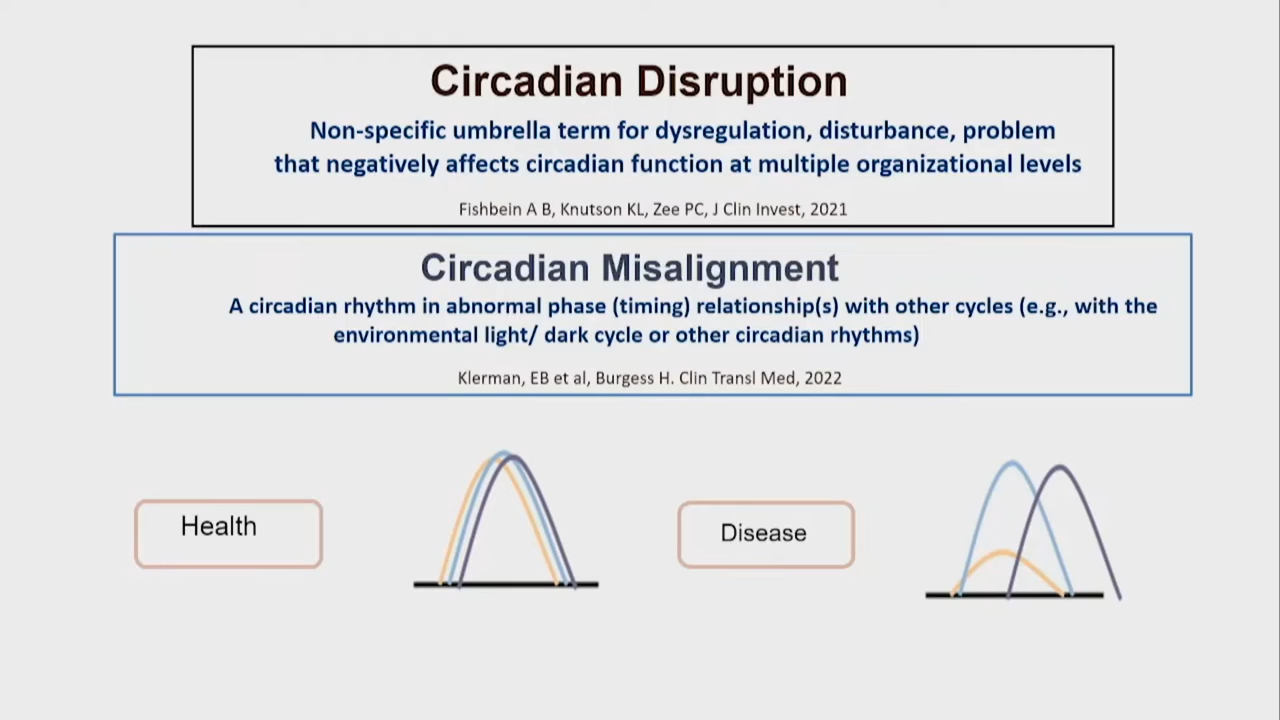 Circadian Disruption
Non-specific umbrella term for dysregulation, disturbance, problem
that negatively affects circadian function at multiple organizational levels
Fishbein A B, Knutson KL, Zee PC, J Clin Invest, 2021
Circadian Misalignment
A circadian rhythm in abnormal phase (timing) relationship(s) with other cycles (e.g., with the
environmental light/ dark cycle or other circadian rhythms)
Klerman, EB et al, Burgess H. Clin Transl Med, 2022
Health
Disease